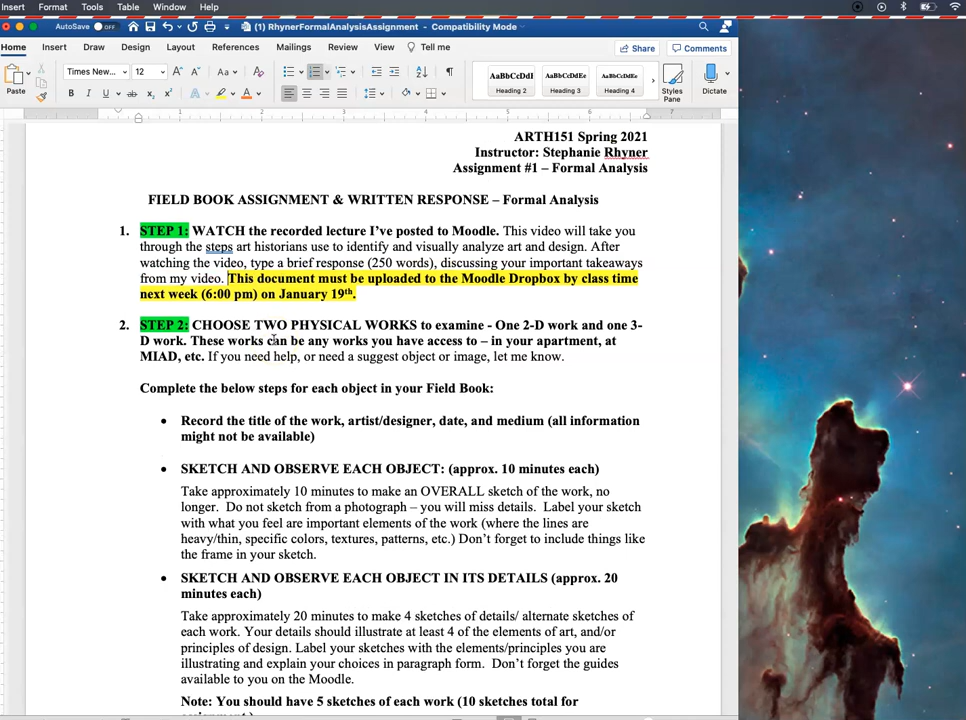 Insert Format Tools Table Window Help
AutoSave OFF (1) RhynerFormalAnalysisAssignment - Compatibility Mode
Home Insert Draw Design Layout References Mailings Review View Tell me Share Comments
Paste Times New... 12 A A Aa A AaBbCcDdI AaBbCcDdEe AaBbCcDdEe Styles Pane Dictate
B I U ab x₂ x² A A Heading 2 Heading 3 Heading 4
1 2 3 4 5 6 7
ARTH151 Spring 2021
Instructor: Stephanie Rhyner
Assignment #1 – Formal Analysis
FIELD BOOK ASSIGNMENT & WRITTEN RESPONSE – Formal Analysis
1. STEP 1: WATCH the recorded lecture I've posted to Moodle. This video will take you
through the steps art historians use to identify and visually analyze art and design. After
watching the video, type a brief response (250 words), discussing your important takeaways
from my video. This document must be uploaded to the Moodle Dropbox by class time
next week (6:00 pm) on January 19th.
2. STEP 2: CHOOSE TWO PHYSICAL WORKS to examine - One 2-D work and one 3-
D work. These works can be any works you have access to – in your apartment, at
MIAD, etc. If you need help, or need a suggest object or image, let me know.
Complete the below steps for each object in your Field Book:
• Record the title of the work, artist/designer, date, and medium (all information
might not be available)
• SKETCH AND OBSERVE EACH OBJECT: (approx. 10 minutes each)
Take approximately 10 minutes to make an OVERALL sketch of the work, no
longer. Do not sketch from a photograph – you will miss details. Label your sketch
with what you feel are important elements of the work (where the lines are
heavy/thin, specific colors, textures, patterns, etc.) Don't forget to include things like
the frame in your sketch.
• SKETCH AND OBSERVE EACH OBJECT IN ITS DETAILS (approx. 20
minutes each)
Take approximately 20 minutes to make 4 sketches of details/ alternate sketches of
each work. Your details should illustrate at least 4 of the elements of art, and/or
principles of design. Label your sketches with the elements/principles you are
illustrating and explain your choices in paragraph form. Don't forget the guides
available to you on the Moodle.
Note: You should have 5 sketches of each work (10 sketches total for